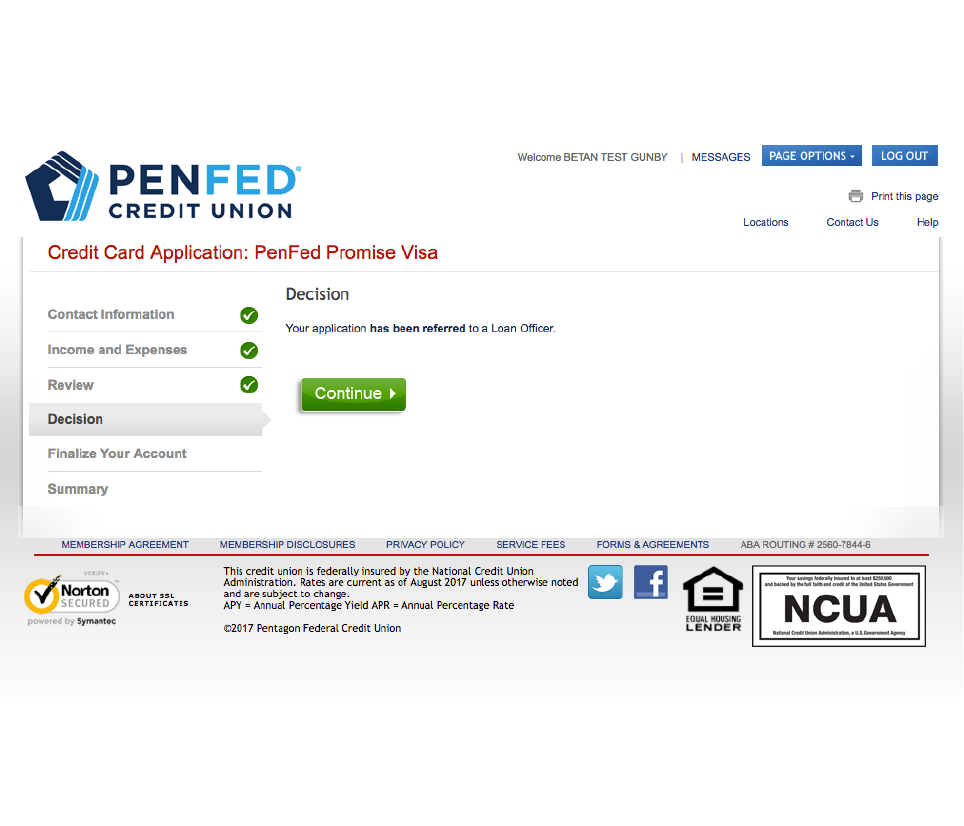 Welcome BETAN TEST GUNBY | MESSAGES PAGE OPTIONS LOG OUT
PENFED®
CREDIT UNION
Print this page
Locations Contact Us Help
Credit Card Application: PenFed Promise Visa
Contact Information
Income and Expenses
Review
Decision
Finalize Your Account
Summary
Decision
Your application has been referred to a Loan Officer.
Continue
MEMBERSHIP AGREEMENT MEMBERSHIP DISCLOSURES PRIVACY POLICY SERVICE FEES FORMS & AGREEMENTS ABA ROUTING # 2560-7844-6
VERIFY
Norton
SECURED
powered by Symantec
ABOUT SSL
CERTIFICATES
This credit union is federally insured by the National Credit Union
Administration. Rates are current as of August 2017 unless otherwise noted
and are subject to change.
APY = Annual Percentage Yield APR = Annual Percentage Rate
©2017 Pentagon Federal Credit Union
EQUAL HOUSING
LENDER
Your savings federally insured to at least $250,000
and backed by the full faith and credit of the United States Government
NCUA
National Credit Union Administration, a U.S. Government Agency